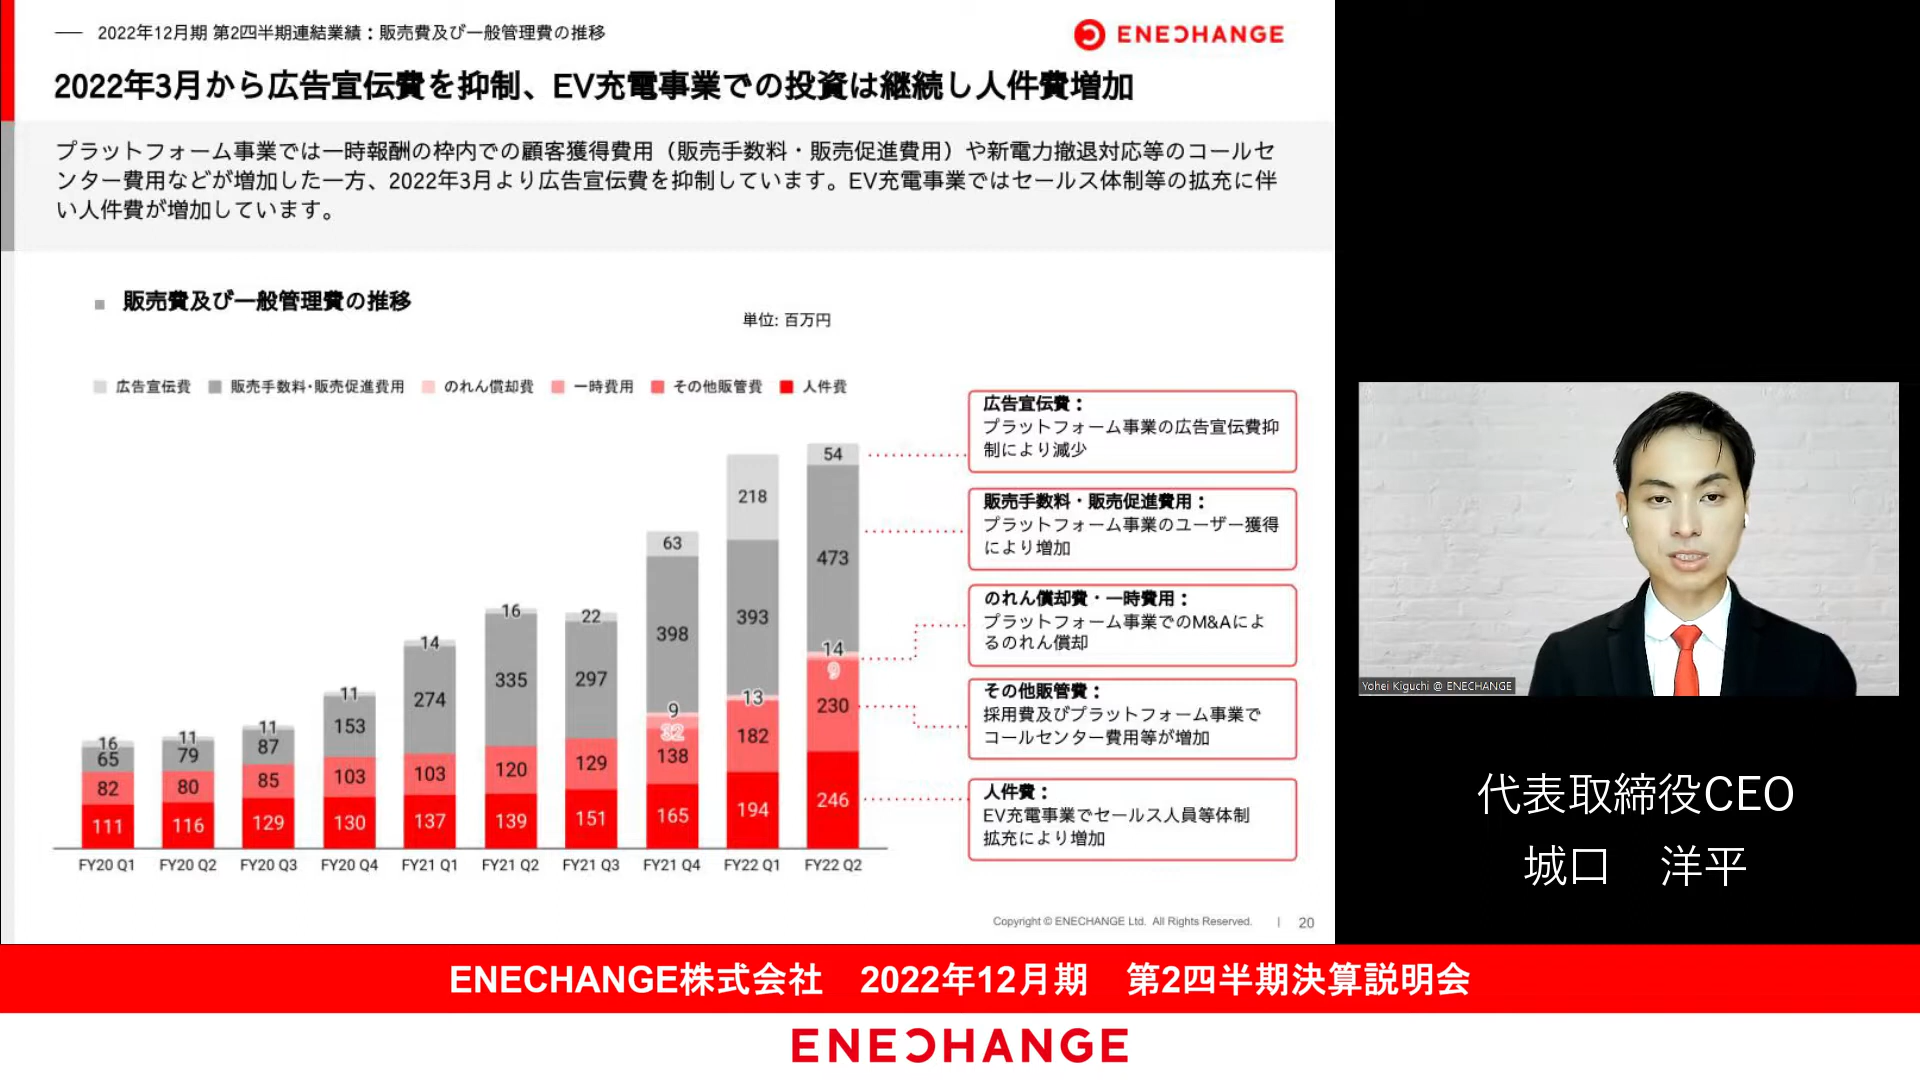 2022年12月期 第2四半期連結業績：販売費及び一般管理費の推移
ENECHANGE
2022年3月から広告宣伝費を抑制、EV充電事業での投資は継続し人件費増加
プラットフォーム事業では一時報酬の枠内での顧客獲得費用（販売手数料・販売促進費用）や新電力撤退対応等のコールセ
ンター費用などが増加した一方、2022年3月より広告宣伝費を抑制しています。EV充電事業ではセールス体制等の拡充に伴
い人件費が増加しています。
販売費及び一般管理費の推移
単位: 百万円
広告宣伝費 販売手数料・販売促進費用 のれん償却費 一時費用 その他販管費 人件費
16 11 11 11 14 16 22 63 218 54
65 79 87 153 274 335 297 398 393 473
9 13 14
32 9
82 80 85 103 103 120 129 138 182 230
111 116 129 130 137 139 151 165 194 246
FY20 Q1 FY20 Q2 FY20 Q3 FY20 Q4 FY21 Q1 FY21 Q2 FY21 Q3 FY21 Q4 FY22 Q1 FY22 Q2
広告宣伝費：
プラットフォーム事業の広告宣伝費抑
制により減少
販売手数料・販売促進費用：
プラットフォーム事業のユーザー獲得
により増加
のれん償却費・一時費用：
プラットフォーム事業でのM&Aによ
るのれん償却
その他販管費：
採用費及びプラットフォーム事業で
コールセンター費用等が増加
人件費：
EV充電事業でセールス人員等体制
拡充により増加
Copyright © ENECHANGE Ltd. All Rights Reserved. | 20
Yohei Kiguchi @ ENECHANGE
代表取締役CEO
城口　洋平
ENECHANGE株式会社　2022年12月期　第2四半期決算説明会
ENECHANGE